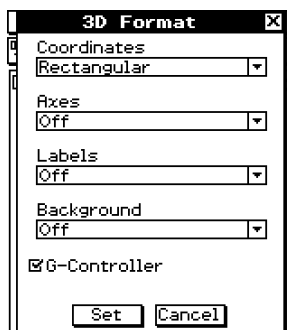 3D Format
Coordinates
Rectangular
Axes
Off
Labels
Off
Background
Off
G-Controller
Set Cancel